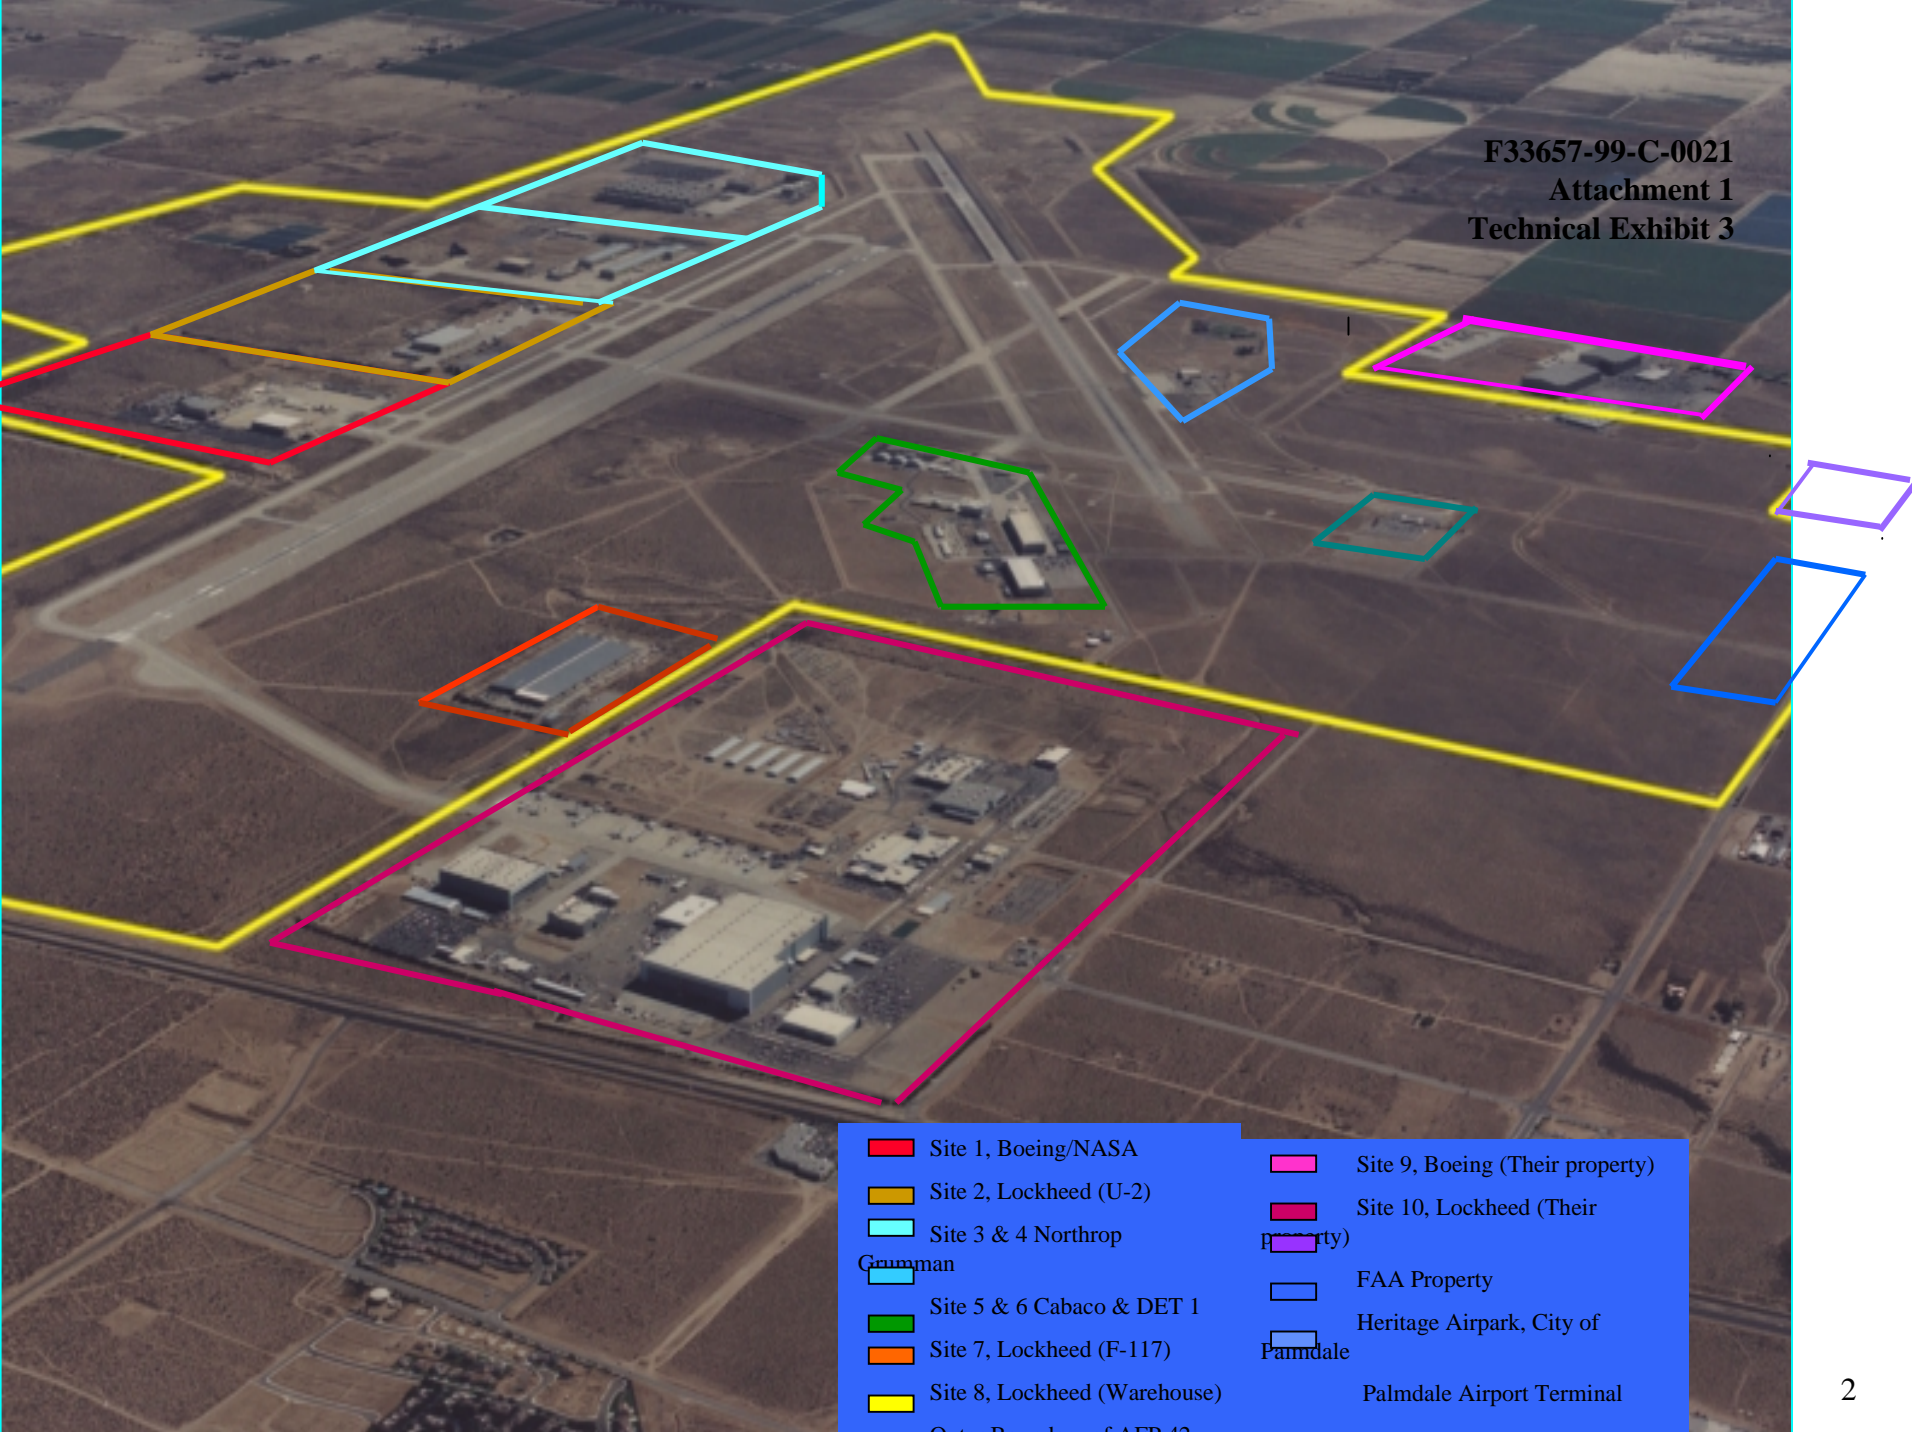 F33657-99-C-0021
Attachment 1
Technical Exhibit 3
Site 1, Boeing/NASA
Site 2, Lockheed (U-2)
Site 3 & 4 Northrop
Grumman
Site 5 & 6 Cabaco & DET 1
Site 7, Lockheed (F-117)
Site 8, Lockheed (Warehouse)
Site 9, Boeing (Their property)
Site 10, Lockheed (Their
property)
FAA Property
Heritage Airpark, City of
Palmdale
Palmdale Airport Terminal
2